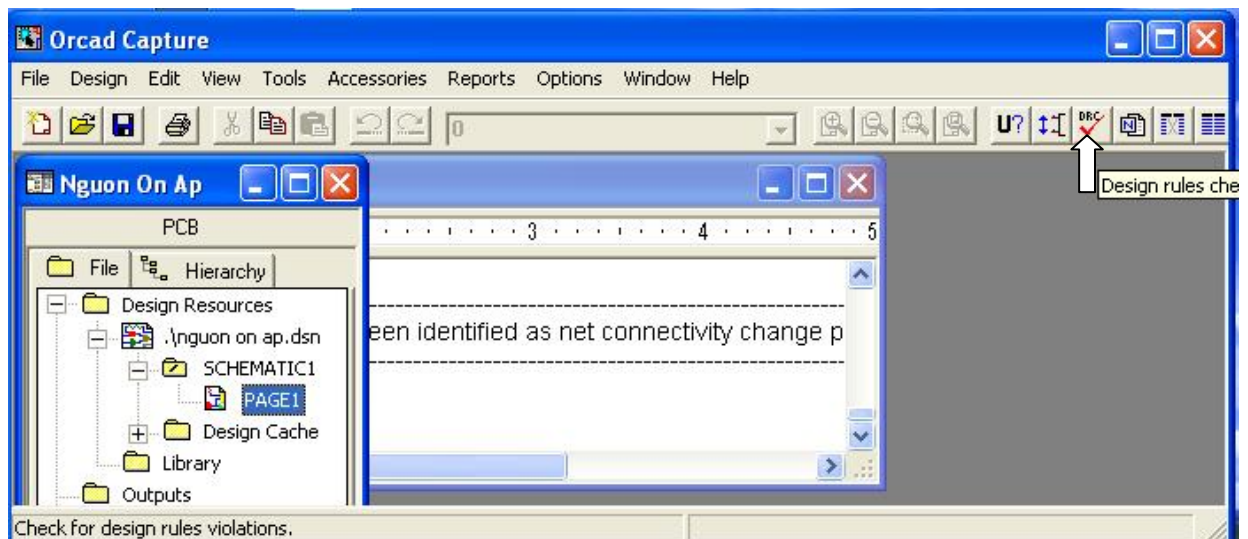 Orcad Capture
File Design Edit View Tools Accessories Reports Options Window Help
0
U? DRC N
Nguon On Ap
PCB
3 4 5
File Hierarchy
Design Resources
.\nguon on ap.dsn
SCHEMATIC1
PAGE1
Design Cache
Library
Outputs
een identified as net connectivity change p
Design rules che
Check for design rules violations.